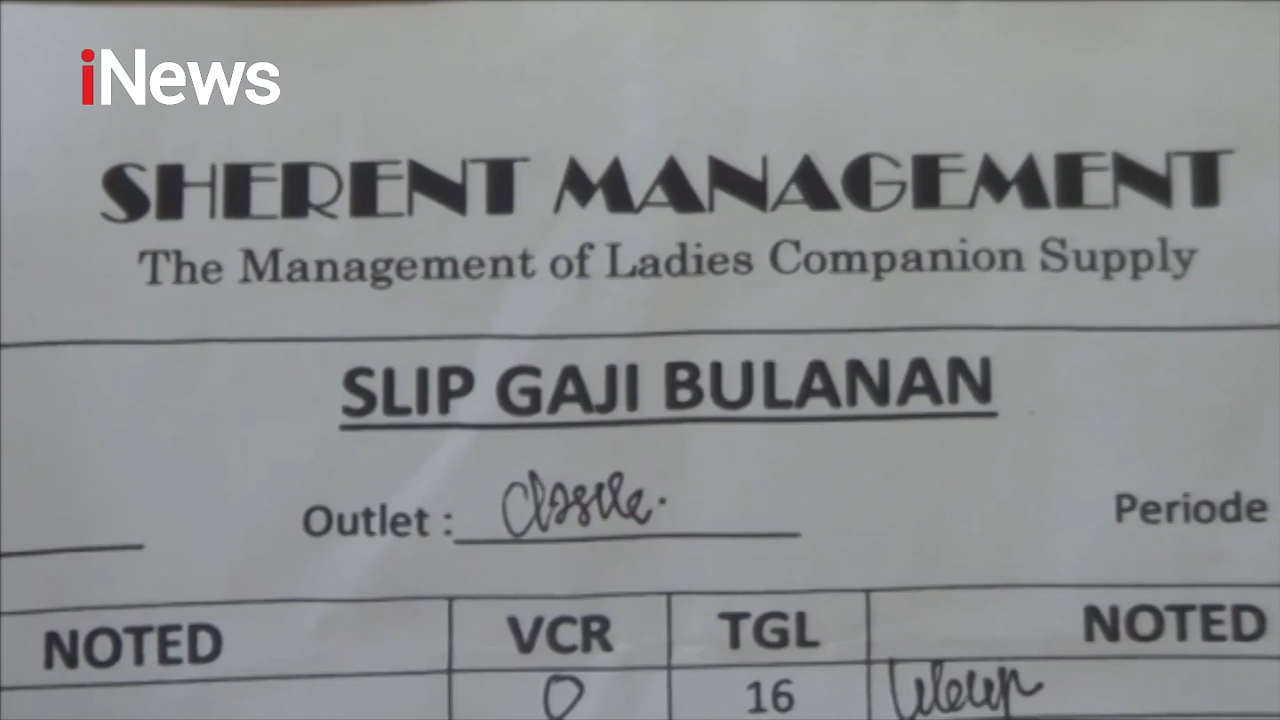 iNews
SHERENT MANAGEMENT
The Management of Ladies Companion Supply
SLIP GAJI BULANAN
Outlet :
Periode
NOTED VCR TGL NOTED
0 16